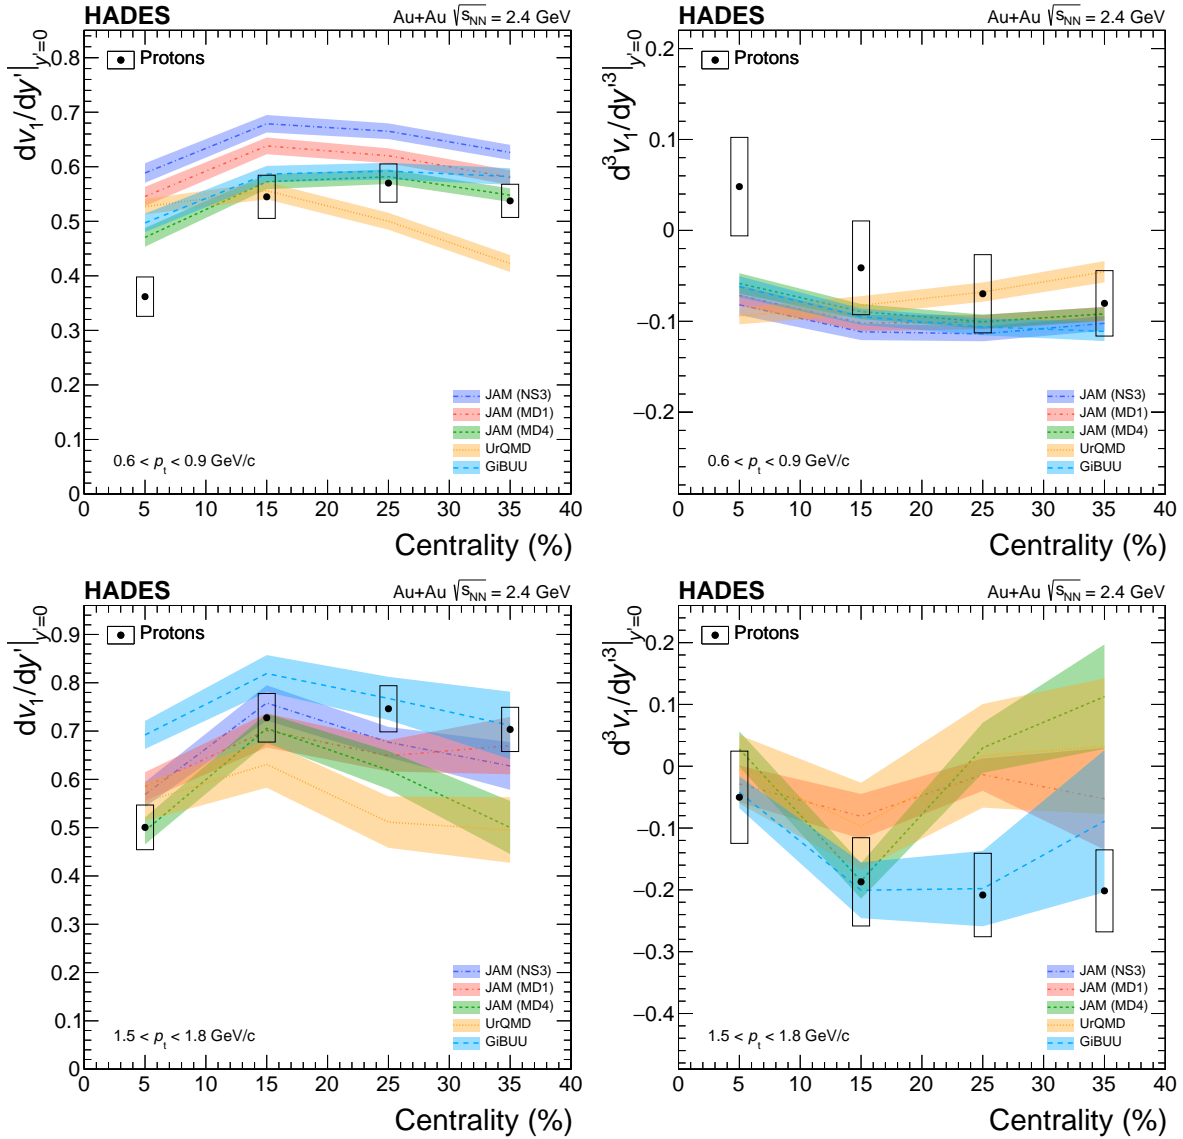 HADES
Au+Au √sNN = 2.4 GeV
dv1/dy'|y'=0
Protons
0.8
0.7
0.6
0.5
0.4
0.3
0.2
0.1
0
JAM (NS3)
JAM (MD1)
JAM (MD4)
UrQMD
GiBUU
0.6 < pt < 0.9 GeV/c
0 5 10 15 20 25 30 35 40
Centrality (%)
HADES
Au+Au √sNN = 2.4 GeV
d³v1/dy'³|y'=0
Protons
0.2
0.1
0
−0.1
−0.2
JAM (NS3)
JAM (MD1)
JAM (MD4)
UrQMD
GiBUU
0.6 < pt < 0.9 GeV/c
0 5 10 15 20 25 30 35 40
Centrality (%)
HADES
Au+Au √sNN = 2.4 GeV
dv1/dy'|y'=0
Protons
0.9
0.8
0.7
0.6
0.5
0.4
0.3
0.2
0.1
0
JAM (NS3)
JAM (MD1)
JAM (MD4)
UrQMD
GiBUU
1.5 < pt < 1.8 GeV/c
0 5 10 15 20 25 30 35 40
Centrality (%)
HADES
Au+Au √sNN = 2.4 GeV
d³v1/dy'³|y'=0
Protons
0.2
0.1
0
−0.1
−0.2
−0.3
−0.4
JAM (NS3)
JAM (MD1)
JAM (MD4)
UrQMD
GiBUU
1.5 < pt < 1.8 GeV/c
0 5 10 15 20 25 30 35 40
Centrality (%)